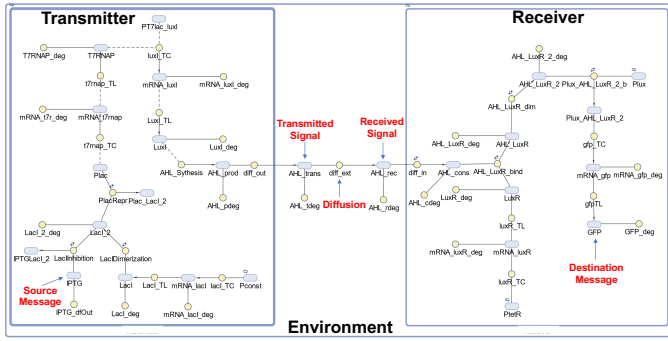 Transmitter
Receiver
PT7lac_luxI
T7RNAP_deg
T7RNAP
luxI_TC
t7rnap_TL
mRNA_luxI
mRNA_luxI_deg
mRNA_t7r_deg
mRNA_t7rnap
LuxI_TL
t7rnap_TC
LuxI
LuxI_deg
Plac
AHL_Sythesis
AHL_prod
diff_out
AHL_pdeg
PlacRepr
Plac_LacI_2
LacI_2_deg
LacI_2
IPTGLacI_2
LacIInhibition
LacIDimerization
Source
Message
IPTG
LacI
LacI_TL
mRNA_lacI
lacI_TC
Pconst
IPTG_dfOut
LacI_deg
mRNA_lacI_deg
Transmitted
Signal
Received
Signal
AHL_trans
diff_ext
AHL_rec
diff_in
AHL_tdeg
Diffusion
AHL_rdeg
AHL_LuxR_2_deg
AHL_LuxR_2
Plux_AHL_LuxR_2_b
Plux
AHL_LuxR_dim
Plux_AHL_LuxR_2
AHL_LuxR_deg
AHL_LuxR
gfp_TC
AHL_cons
AHL_LuxR_bind
mRNA_gfp
mRNA_gfp_deg
AHL_cdeg
LuxR_deg
LuxR
gfpTL
luxR_TL
GFP
GFP_deg
mRNA_luxR_deg
mRNA_luxR
Destination
Message
luxR_TC
PtetR
Environment